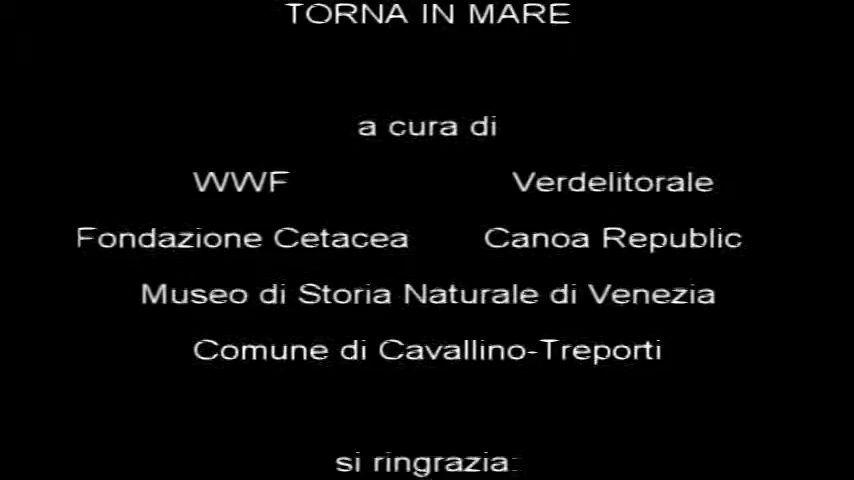 TORNA IN MARE
a cura di
WWF Verdelitorale
Fondazione Cetacea Canoa Republic
Museo di Storia Naturale di Venezia
Comune di Cavallino-Treporti
si ringrazia: